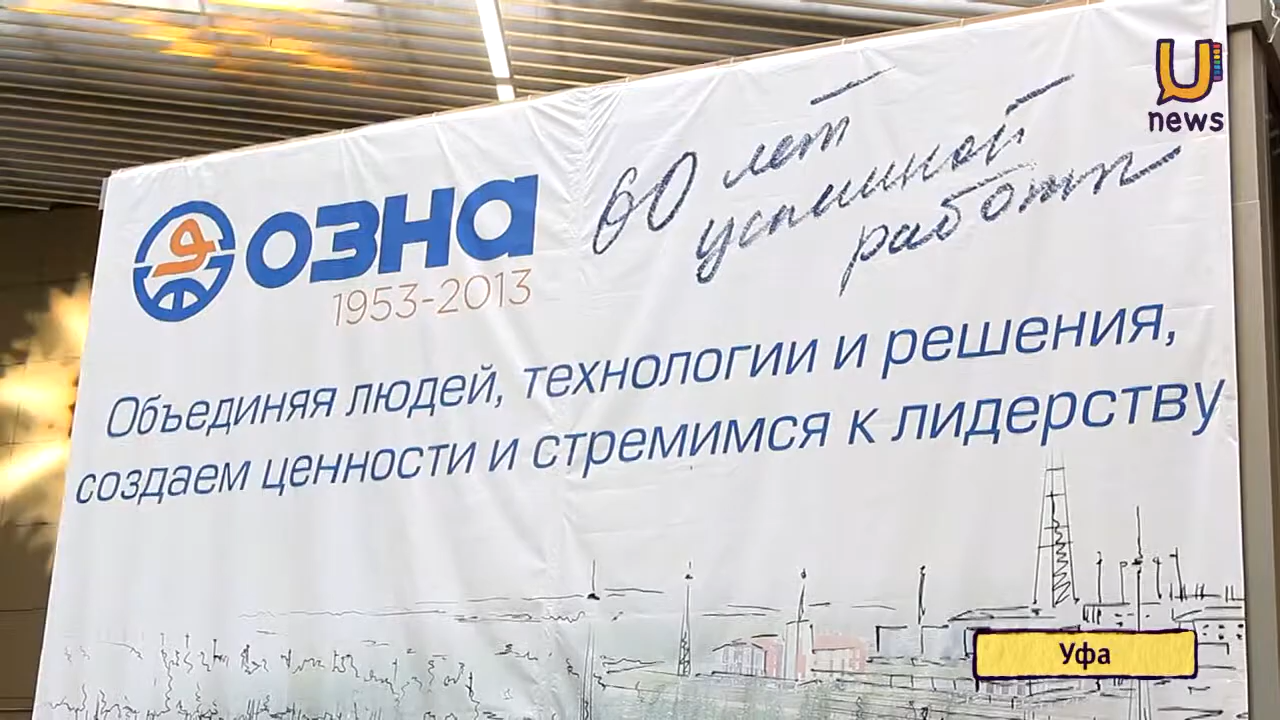 U
news
ОЗНА
1953-2013
60 лет
успешной
работы
Объединяя людей, технологии и решения,
создаем ценности и стремимся к лидерству
Уфа